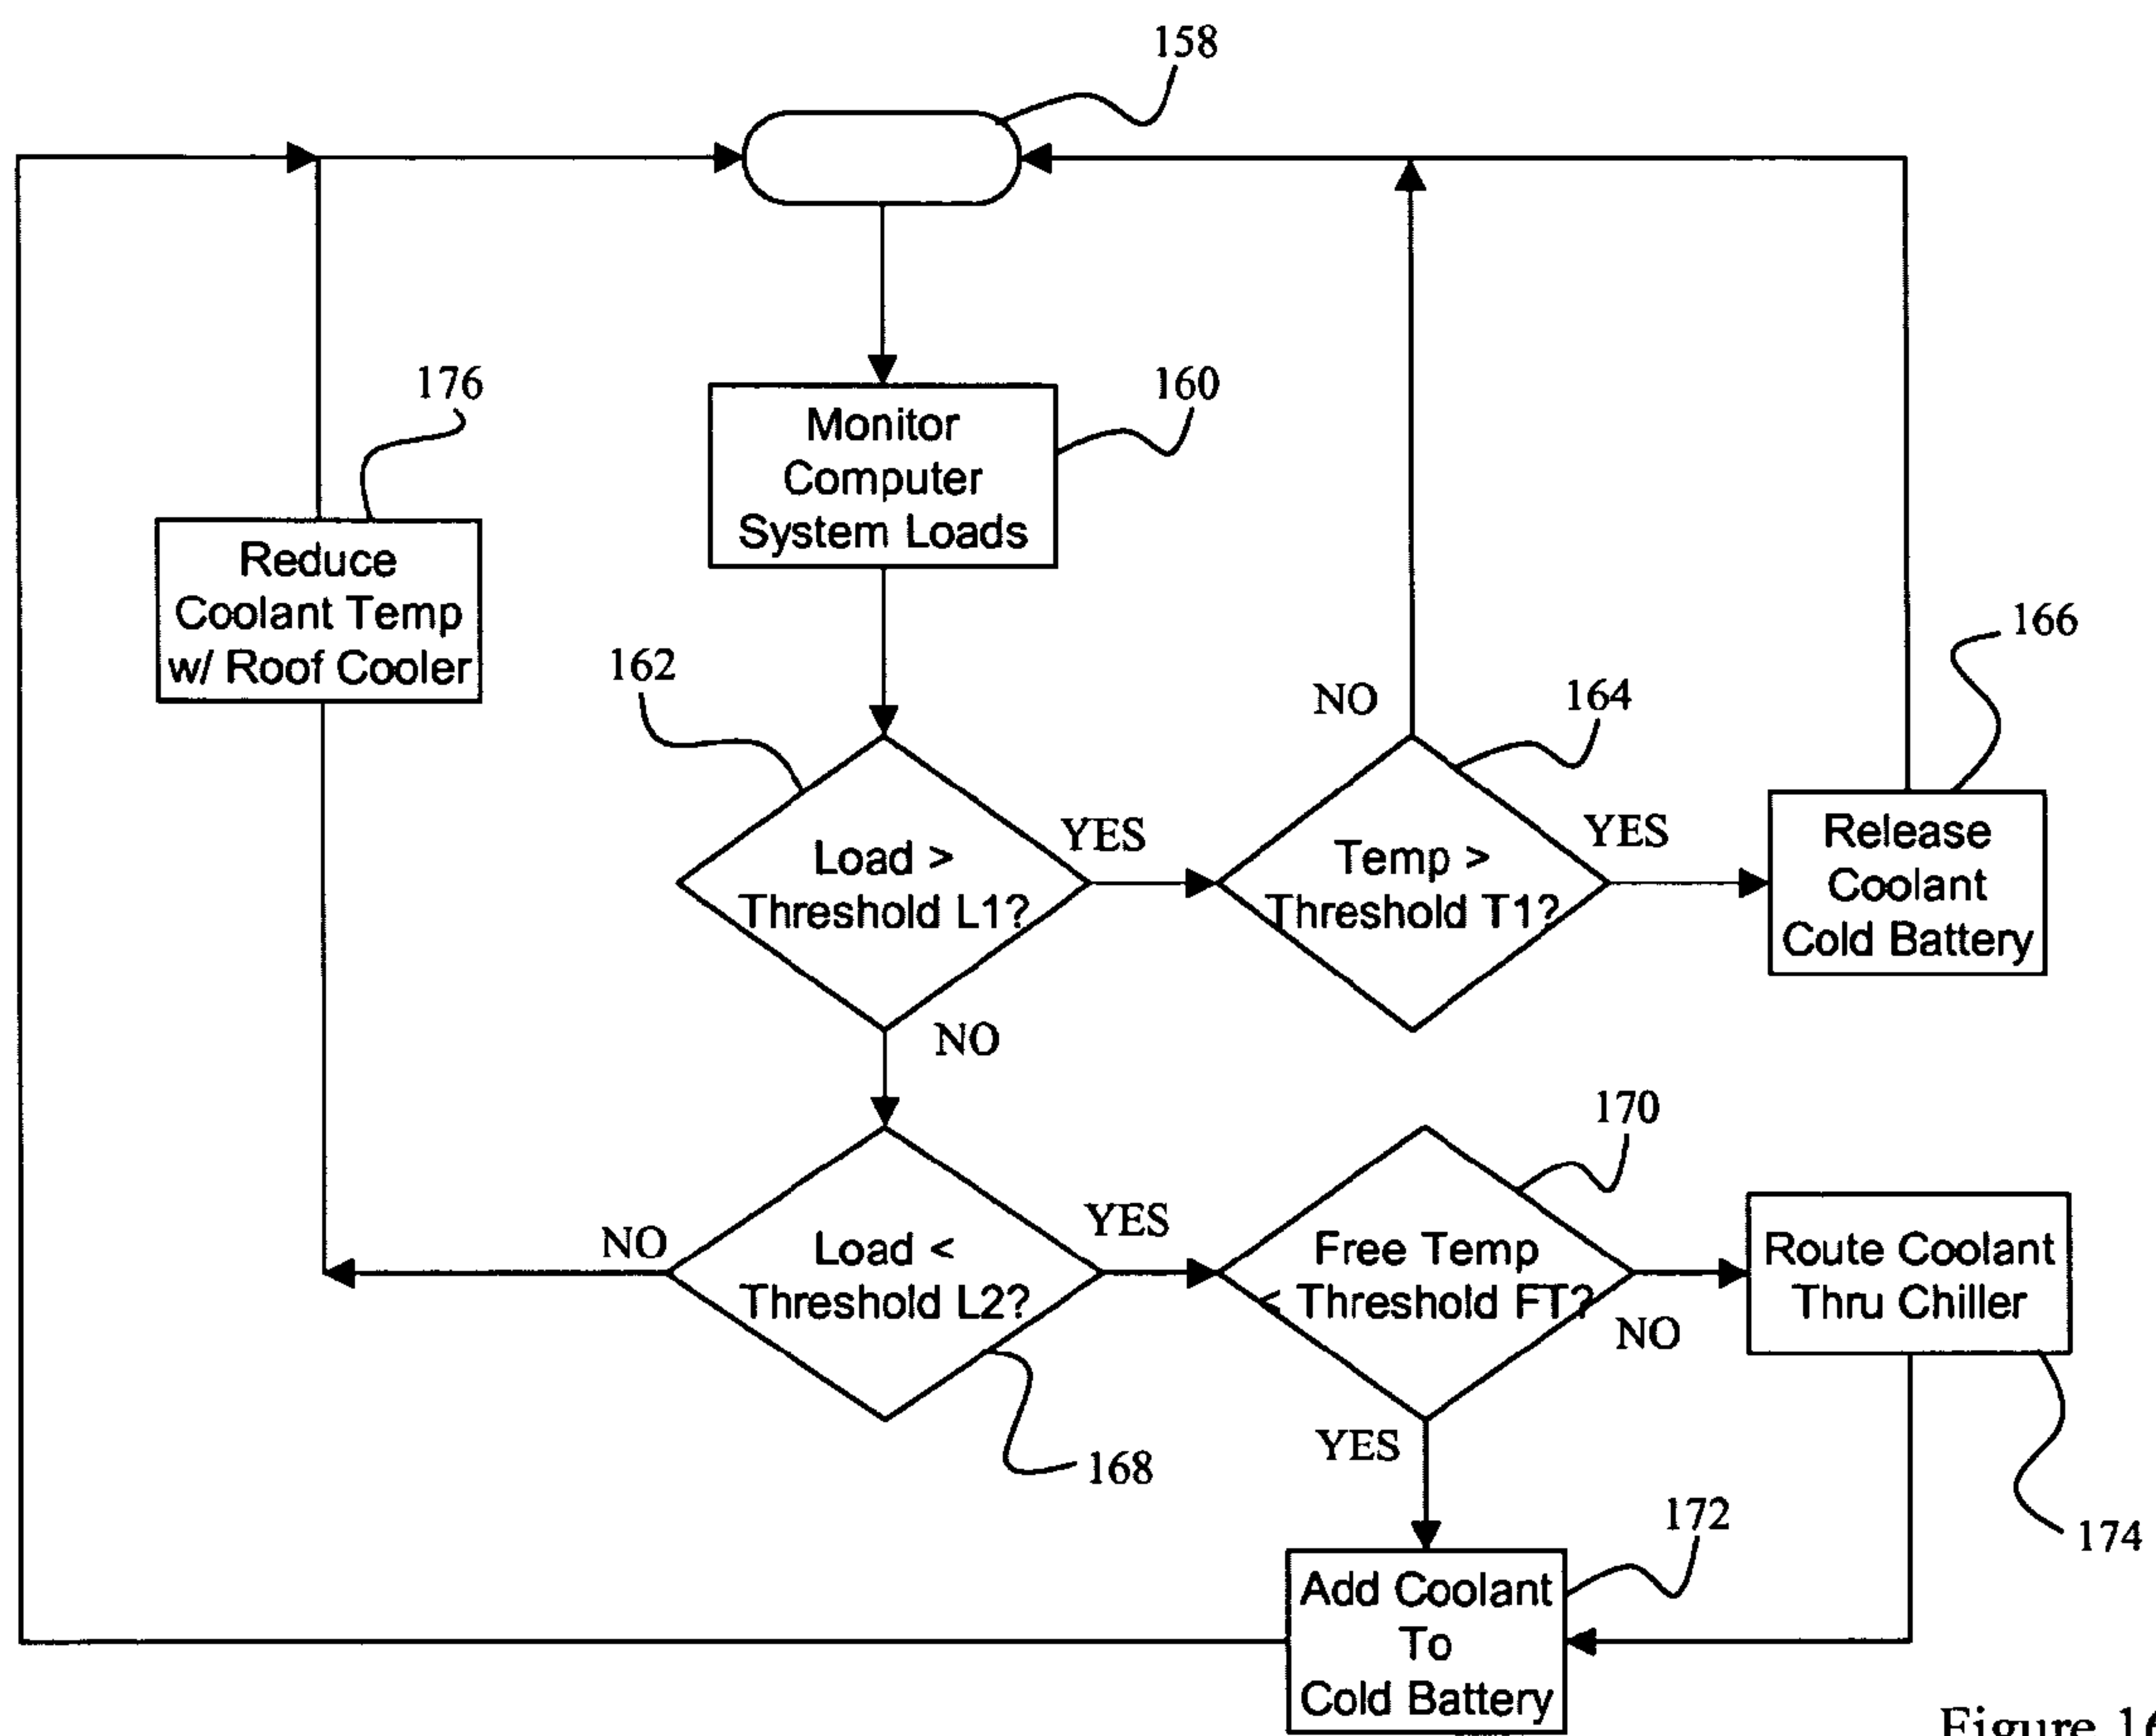 158
176
160
Monitor
Computer
System Loads
Reduce
Coolant Temp
w/ Roof Cooler
166
162
NO
164
Load >
Threshold L1?
YES
Temp >
Threshold T1?
YES
Release
Coolant
Cold Battery
NO
170
NO
Load <
Threshold L2?
YES
Free Temp
< Threshold FT?
NO
Route Coolant
Thru Chiller
168
YES
172
174
Add Coolant
To
Cold Battery
Figure 16